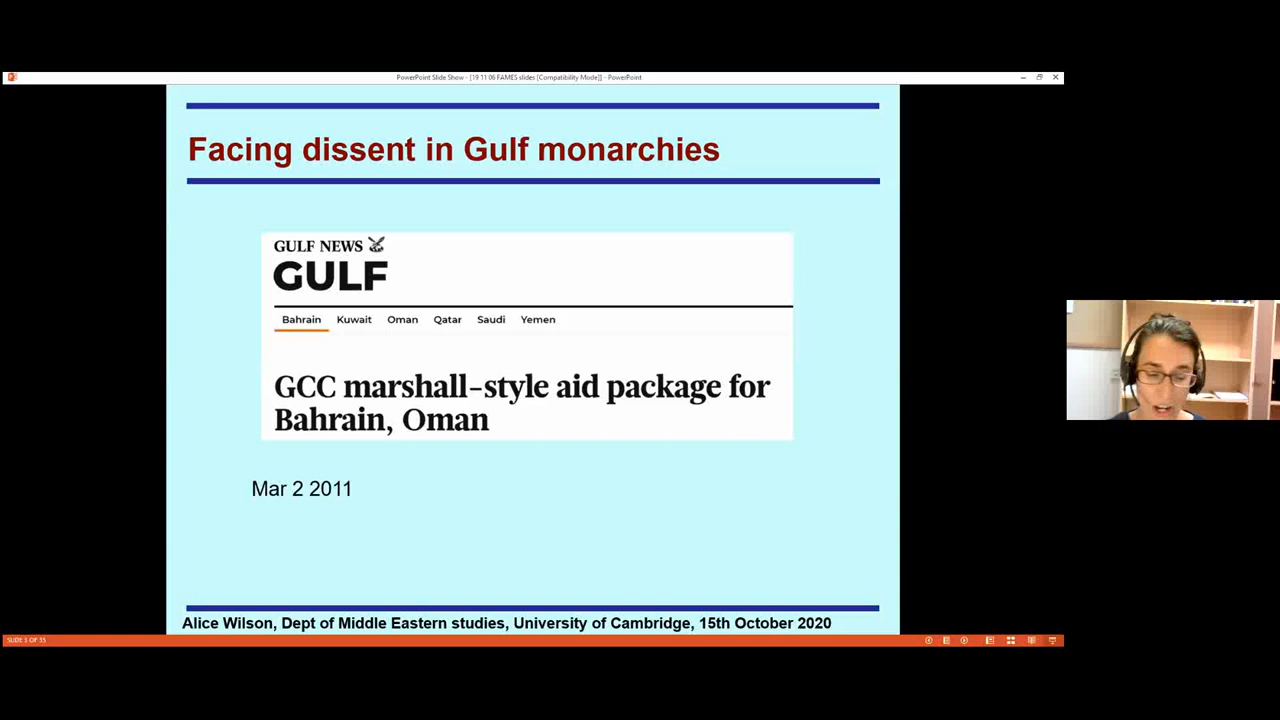 PowerPoint Slide Show - [19 11 06 FAMES slides [Compatibility Mode]] - PowerPoint
Facing dissent in Gulf monarchies
GULF NEWS
GULF
Bahrain Kuwait Oman Qatar Saudi Yemen
GCC marshall-style aid package for
Bahrain, Oman
Mar 2 2011
Alice Wilson, Dept of Middle Eastern studies, University of Cambridge, 15th October 2020